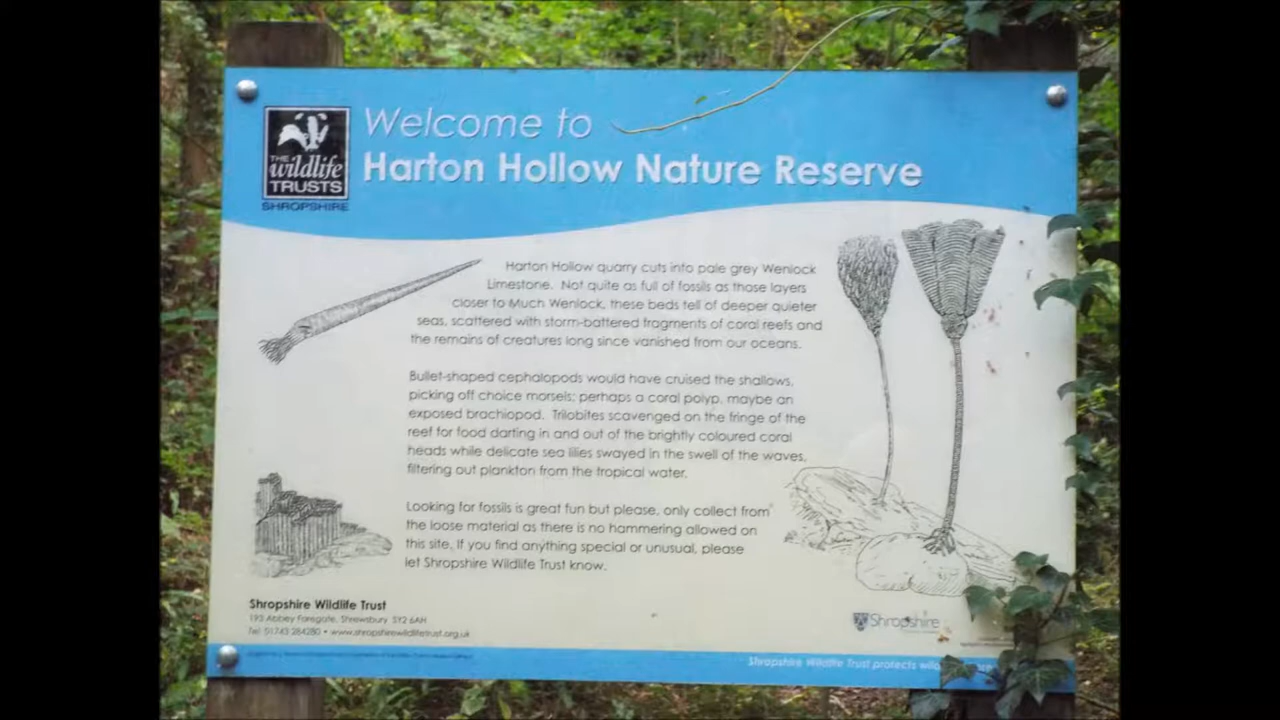 Welcome to
Harton Hollow Nature Reserve
THE
wildlife
TRUSTS
SHROPSHIRE
Harton Hollow quarry cuts into pale grey Wenlock
Limestone. Not quite as full of fossils as those layers
closer to Much Wenlock, these beds tell of deeper quieter
seas, scattered with storm-battered fragments of coral reefs and
the remains of creatures long since vanished from our oceans.
Bullet-shaped cephalopods would have cruised the shallows,
picking off choice morsels; perhaps a coral polyp, maybe an
exposed brachiopod. Trilobites scavenged on the fringe of the
reef for food darting in and out of the brightly coloured coral
heads while delicate sea lilies swayed in the swell of the waves,
filtering out plankton from the tropical water.
Looking for fossils is great fun but please, only collect from
the loose material as there is no hammering allowed on
this site. If you find anything special or unusual, please
let Shropshire Wildlife Trust know.
Shropshire Wildlife Trust
193 Abbey Foregate, Shrewsbury SY2 6AH
Tel 01743 284280 • www.shropshirewildlifetrust.org.uk
Shropshire
Shropshire Wildlife Trust protects